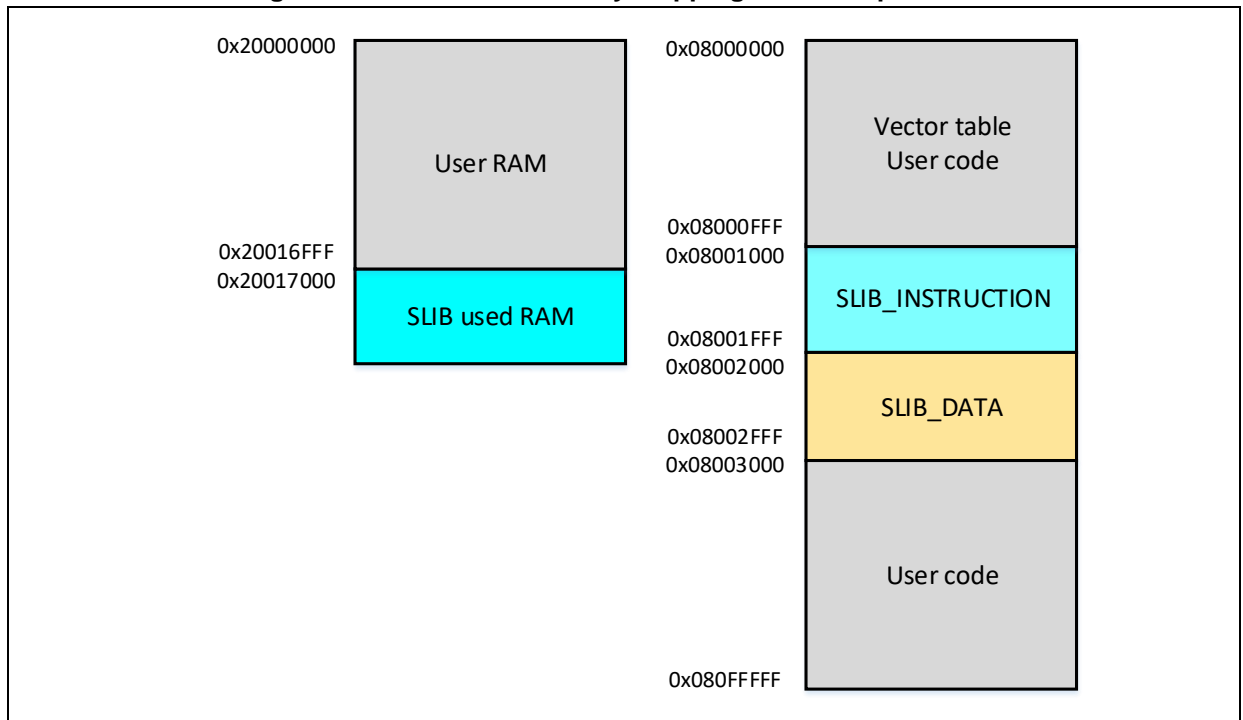 0x20000000
User RAM
0x20016FFF
0x20017000
SLIB used RAM
0x08000000
Vector table
User code
0x08000FFF
0x08001000
SLIB_INSTRUCTION
0x08001FFF
0x08002000
SLIB_DATA
0x08002FFF
0x08003000
User code
0x080FFFFF